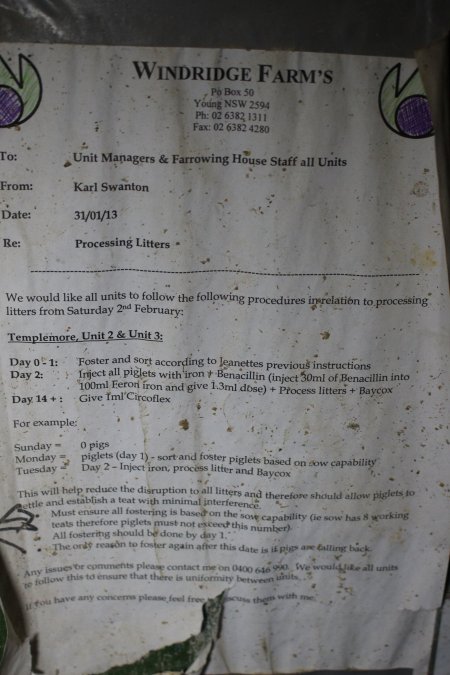 WINDRIDGE FARM'S
Po Box 50
Young NSW 2594
Ph: 02 6382 1311
Fax: 02 6382 4280
To: Unit Managers & Farrowing House Staff all Units
From: Karl Swanton
Date: 31/01/13
Re: Processing Litters
We would like all units to follow the following procedures in relation to processing
litters from Saturday 2nd February:
Templemore, Unit 2 & Unit 3:
Day 0 - 1: Foster and sort according to Jeanettes previous instructions
Day 2: Inject all piglets with iron + Benacillin (inject 30ml of Benacillin into
100ml Feron iron and give 1.3ml dose) + Process litters + Baycox
Day 14 + : Give 1ml Circoflex
For example:
Sunday = 0 pigs
Monday = piglets (day 1) - sort and foster piglets based on sow capability
Tuesday = Day 2 - Inject iron, process litter and Baycox
This will help reduce the disruption to all litters and therefore should allow piglets to
ettle and establish a teat with minimal interference.
Must ensure all fostering is based on the sow capability (ie sow has 8 working
teats therefore piglets must not exceed this number).
All fostering should be done by day 1.
The only reason to foster again after this date is if pigs are falling back.
Any issues or comments please contact me on 0400 646 990. We would like all units
to follow this to ensure that there is uniformity between units.
If you have any concerns please feel free discuss them with me.